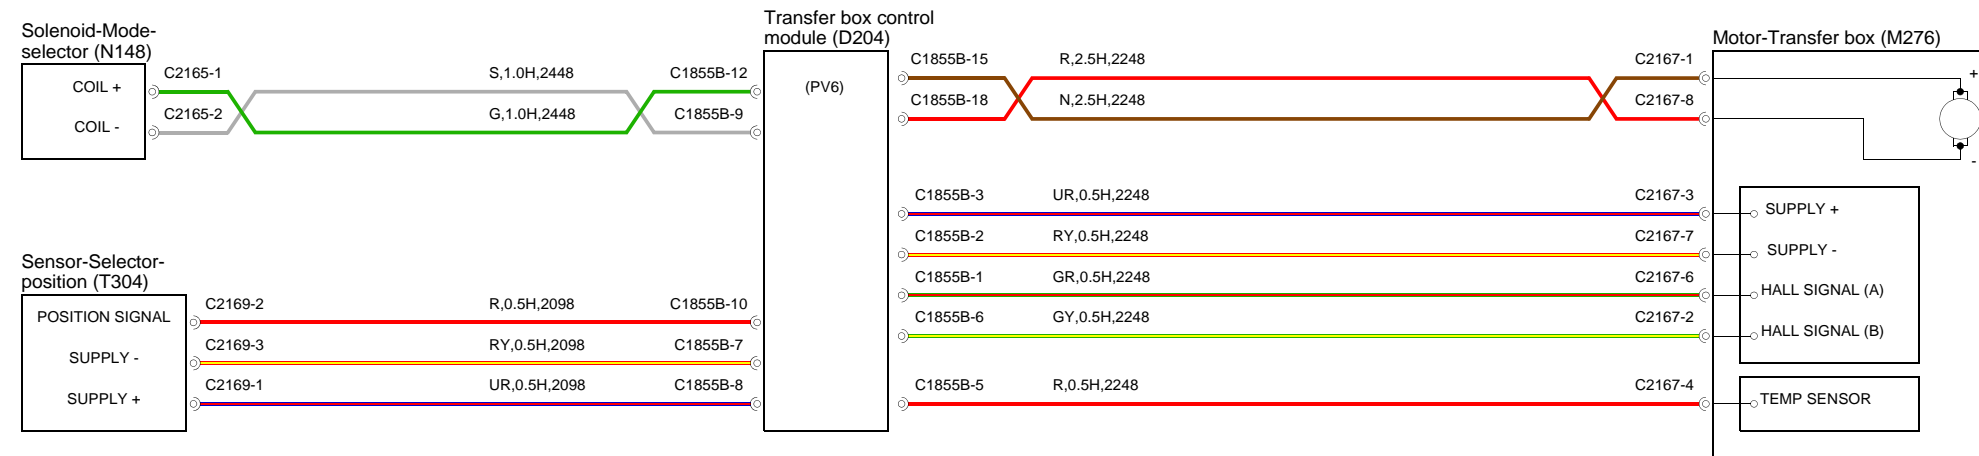 Solenoid-Mode-
selector (N148)
COIL +
COIL -
C2165-1
S,1.0H,2448
C1855B-12
C2165-2
G,1.0H,2448
C1855B-9
Sensor-Selector-
position (T304)
POSITION SIGNAL
SUPPLY -
SUPPLY +
C2169-2
R,0.5H,2098
C1855B-10
C2169-3
RY,0.5H,2098
C1855B-7
C2169-1
UR,0.5H,2098
C1855B-8
Transfer box control
module (D204)
(PV6)
C1855B-15
R,2.5H,2248
C2167-1
C1855B-18
N,2.5H,2248
C2167-8
C1855B-3
UR,0.5H,2248
C2167-3
C1855B-2
RY,0.5H,2248
C2167-7
C1855B-1
GR,0.5H,2248
C2167-6
C1855B-6
GY,0.5H,2248
C2167-2
C1855B-5
R,0.5H,2248
C2167-4
Motor-Transfer box (M276)
+
-
SUPPLY +
SUPPLY -
HALL SIGNAL (A)
HALL SIGNAL (B)
TEMP SENSOR